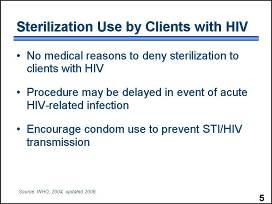 Sterilization Use by Clients with HIV
• No medical reasons to deny sterilization to
clients with HIV
• Procedure may be delayed in event of acute
HIV-related infection
• Encourage condom use to prevent STI/HIV
transmission
Source: WHO, 2004, updated 2008.
5